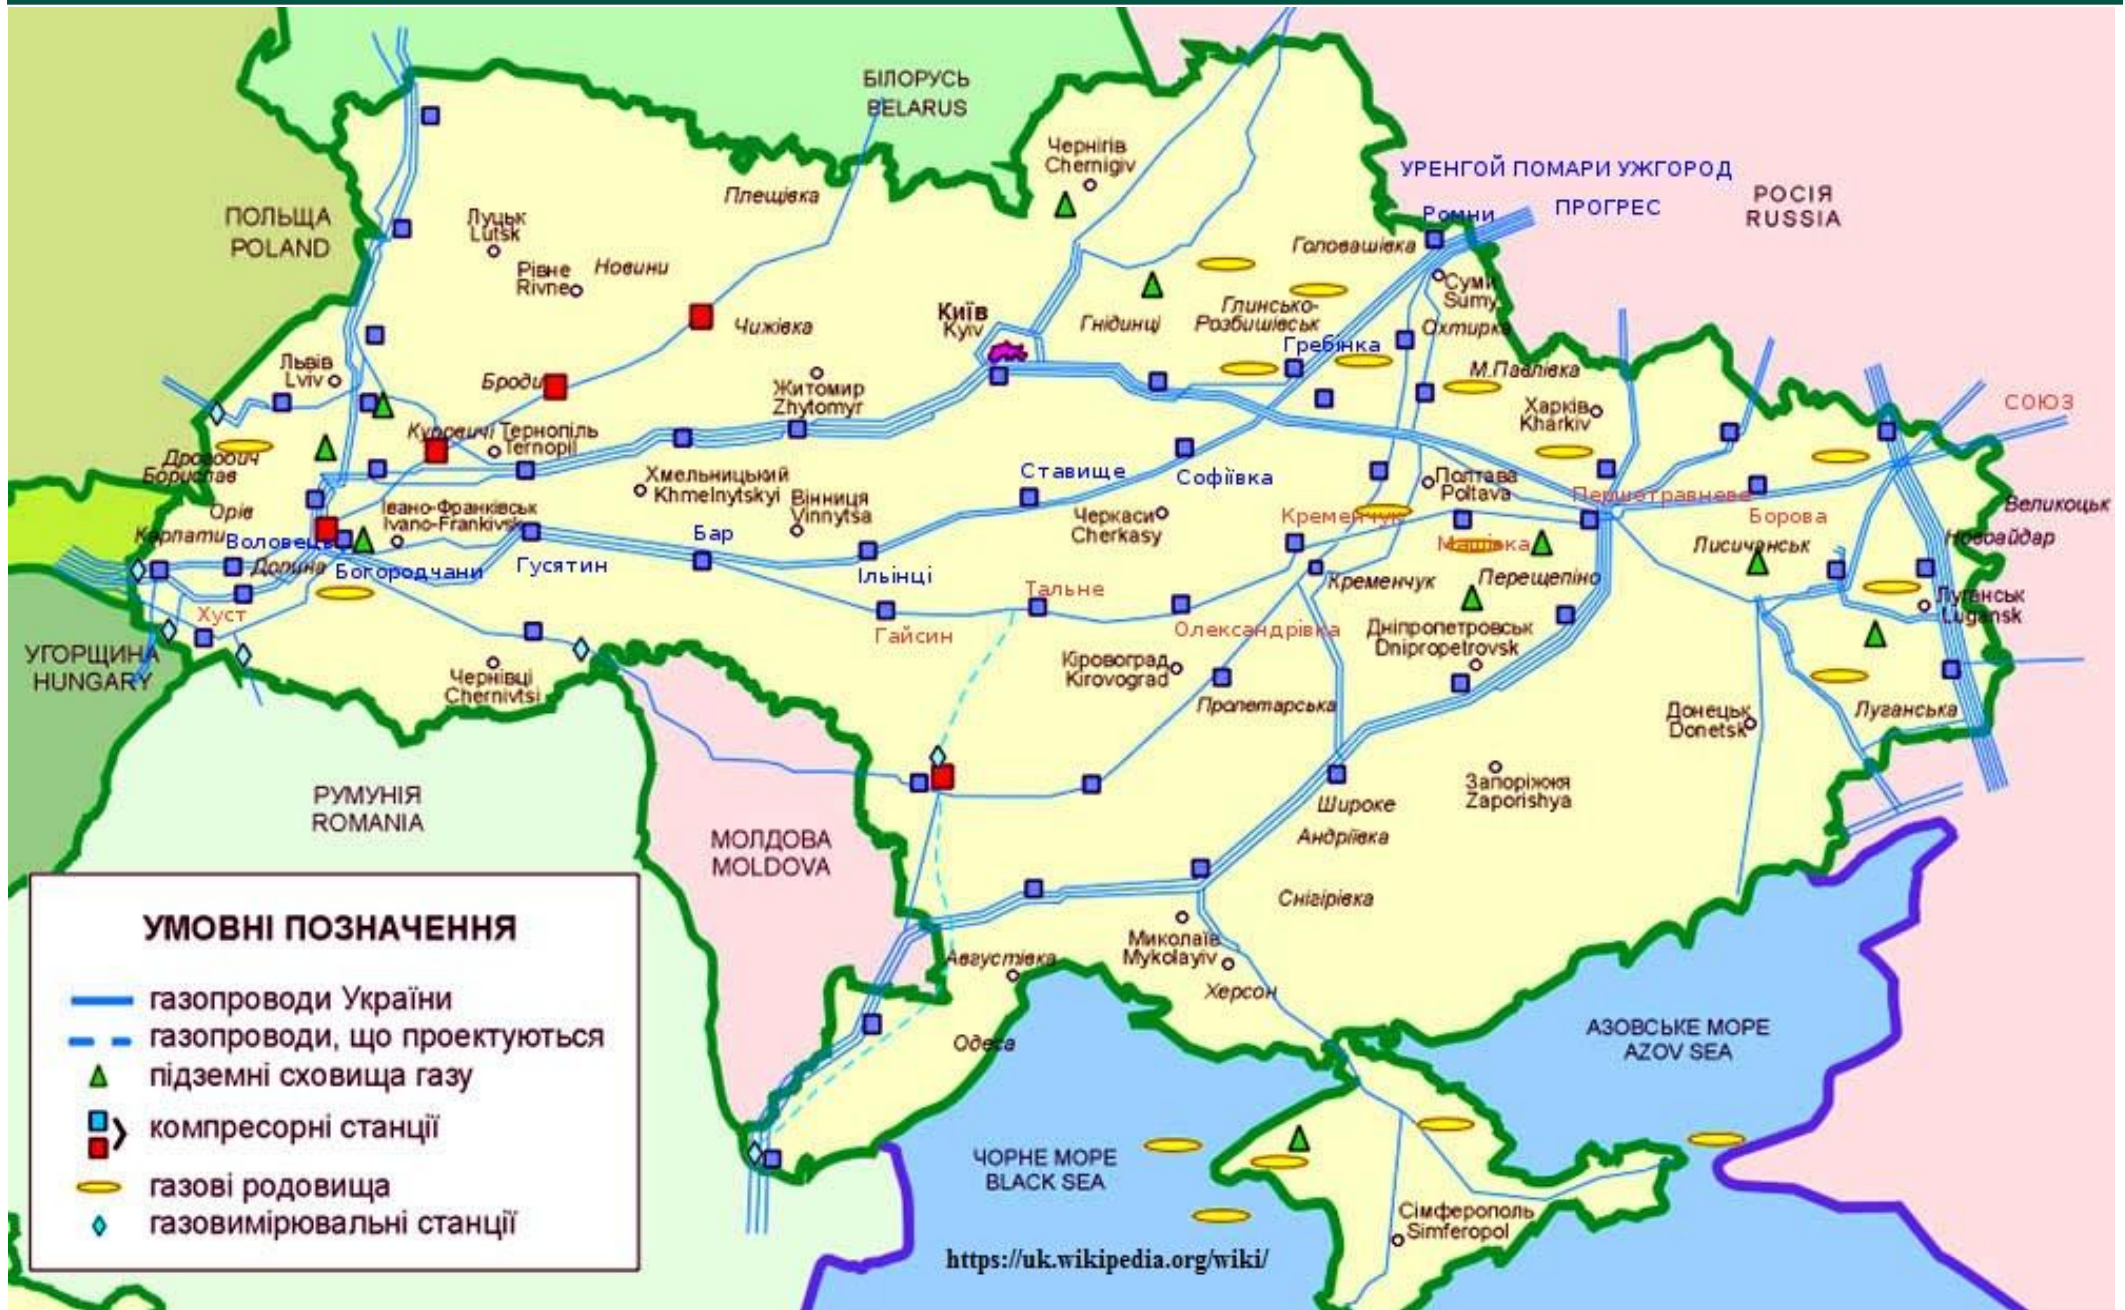 БІЛОРУСЬ
BELARUS
ПОЛЬЩА
POLAND
Луцьк
Lutsk
Рівне
Rivne
Новини
Плещівка
Чернігів
Chernigiv
УРЕНГОЙ ПОМАРИ УЖГОРОД
ПРОГРЕС
РОСІЯ
RUSSIA
Ромни
Головашівка
Суми
Sumy
Чижівка
Київ
Kyiv
Гнідинці
Глинсько-
Розбишівськ
Гребінка
Охтирка
М.Павлівка
Львів
Lviv
Броди
Житомир
Zhytomyr
Харків
Kharkiv
СОЮЗ
Куровичі
Тернопіль
Ternopil
Дрогобич
Борислав
Хмельницький
Khmelnytskyi
Вінниця
Vinnytsa
Ставище
Софіївка
Полтава
Poltava
Першотравневе
Великоцьк
Орів
Івано-Франківськ
Ivano-Frankivsk
Черкаси
Cherkasy
Кременчук
Борова
Карпати
Воловець
Бар
Машівка
Лисичанськ
Новоайдар
Долина
Богородчани
Гусятин
Ільінці
Кременчук
Перещепіно
Тальне
Луганськ
Lugansk
Хуст
Гайсин
Олександрівка
Дніпропетровськ
Dnipropetrovsk
УГОРЩИНА
HUNGARY
Чернівці
Chernivtsi
Кіровоград
Kirovograd
Пролетарська
Донецьк
Donetsk
Луганська
РУМУНІЯ
ROMANIA
МОЛДОВА
MOLDOVA
Запоріжжя
Zaporishya
Широке
Андріївка
Снігірівка
Миколаїв
Mykolayiv
Августівка
Херсон
Одеса
АЗОВСЬКЕ МОРЕ
AZOV SEA
ЧОРНЕ МОРЕ
BLACK SEA
Сімферополь
Simferopol
https://uk.wikipedia.org/wiki/
УМОВНІ ПОЗНАЧЕННЯ
газопроводи України
газопроводи, що проектуються
підземні сховища газу
компресорні станції
газові родовища
газовимірювальні станції